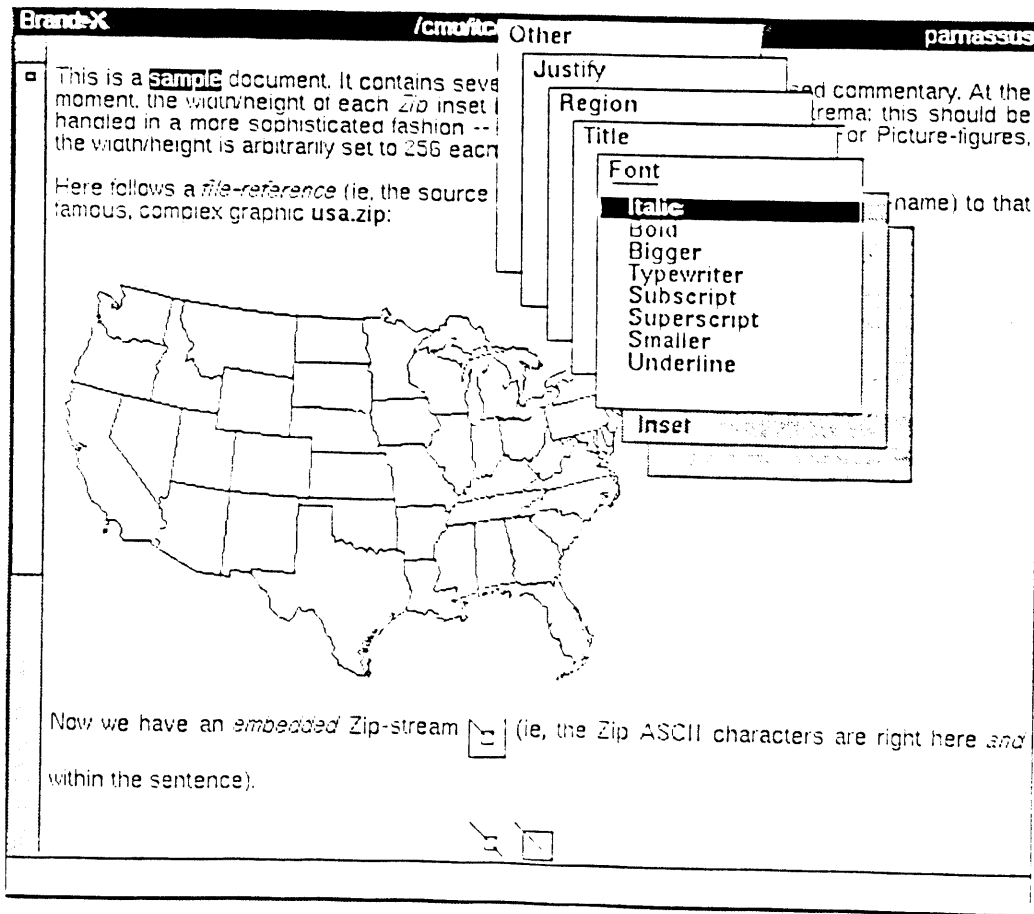 Brand-X /cmu/itc/ parnassus
This is a sample document. It contains seve sed commentary. At the
moment, the width/height of each Zip inset trema; this should be
handled in a more sophisticated fashion -- or Picture-figures,
the width/height is arbitrarily set to 256 each
Here follows a file-reference (ie, the source -name) to that
famous, complex graphic usa.zip:
Other
Justify
Region
Title
Font
Italic
Bold
Bigger
Typewriter
Subscript
Superscript
Smaller
Underline
Inset
Now we have an embedded Zip-stream (ie, the Zip ASCII characters are right here and
within the sentence).